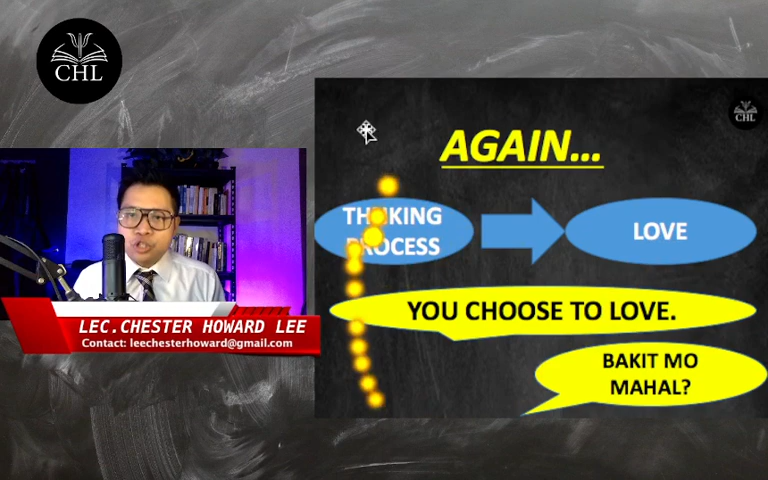 CHL
CHL
AGAIN...
THINKING
PROCESS
LOVE
YOU CHOOSE TO LOVE.
BAKIT MO
MAHAL?
LEC.CHESTER HOWARD LEE
Contact: leechesterhoward@gmail.com